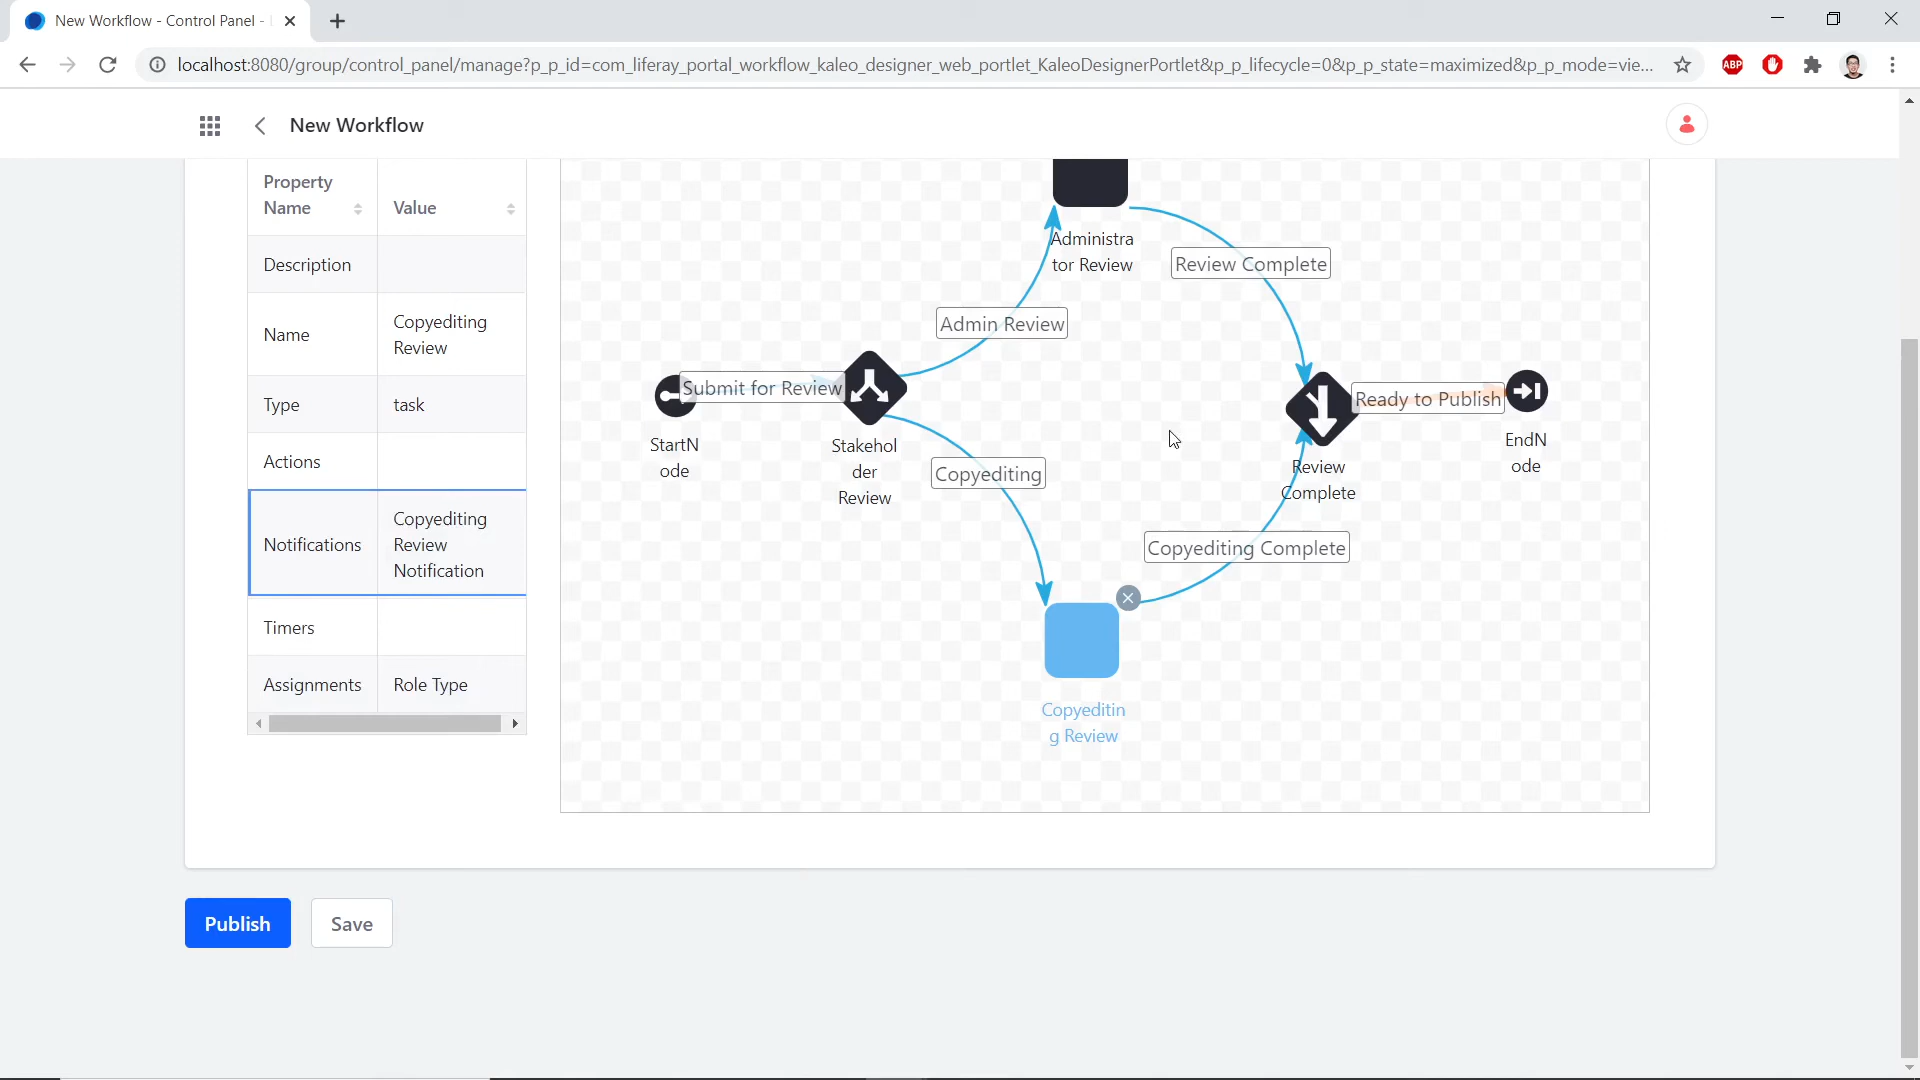 New Workflow - Control Panel -
localhost:8080/group/control_panel/manage?p_p_id=com_liferay_portal_workflow_kaleo_designer_web_portlet_KaleoDesignerPortlet&p_p_lifecycle=0&p_p_state=maximized&p_p_mode=vie...
ABP
New Workflow
Property
Name
Value
Description
Name
Copyediting
Review
Type
task
Actions
Notifications
Copyediting
Review
Notification
Timers
Assignments
Role Type
Administra
tor Review
Review Complete
Admin Review
Submit for Review
Ready to Publish
StartN
ode
Stakehol
der
Review
Copyediting
Review
Complete
EndN
ode
Copyediting Complete
Copyeditin
g Review
Publish
Save